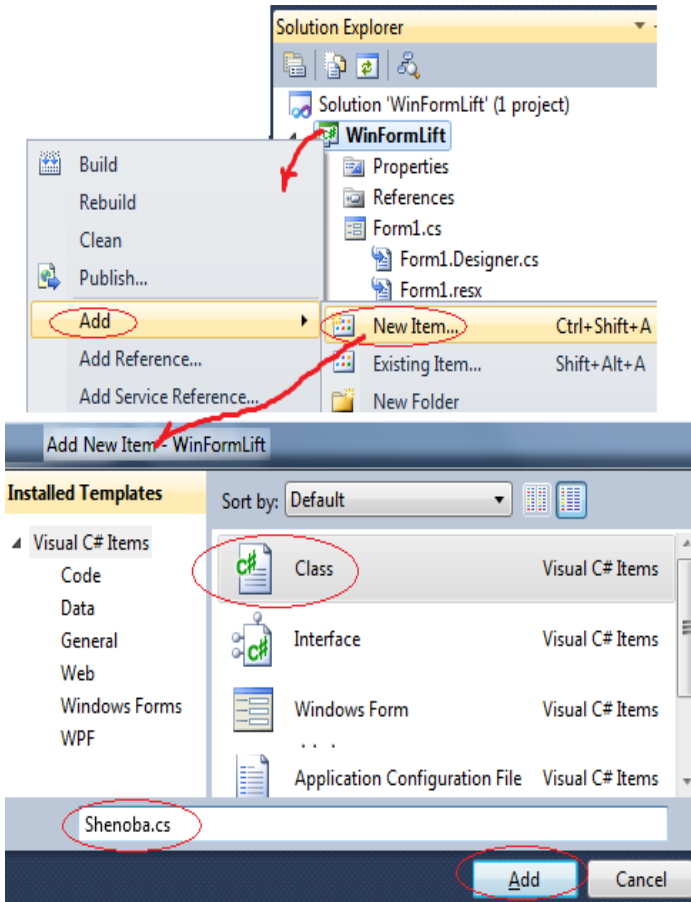 Solution Explorer
Solution 'WinFormLift' (1 project)
WinFormLift
Properties
References
Form1.cs
Form1.Designer.cs
Form1.resx
Build
Rebuild
Clean
Publish...
Add
Add Reference...
Add Service Reference...
New Item... Ctrl+Shift+A
Existing Item... Shift+Alt+A
New Folder
Add New Item - WinFormLift
Installed Templates
Sort by: Default
Visual C# Items
Code
Data
General
Web
Windows Forms
WPF
Class Visual C# Items
Interface Visual C# Items
Windows Form Visual C# Items
. . .
Application Configuration File Visual C# Items
Shenoba.cs
Add Cancel